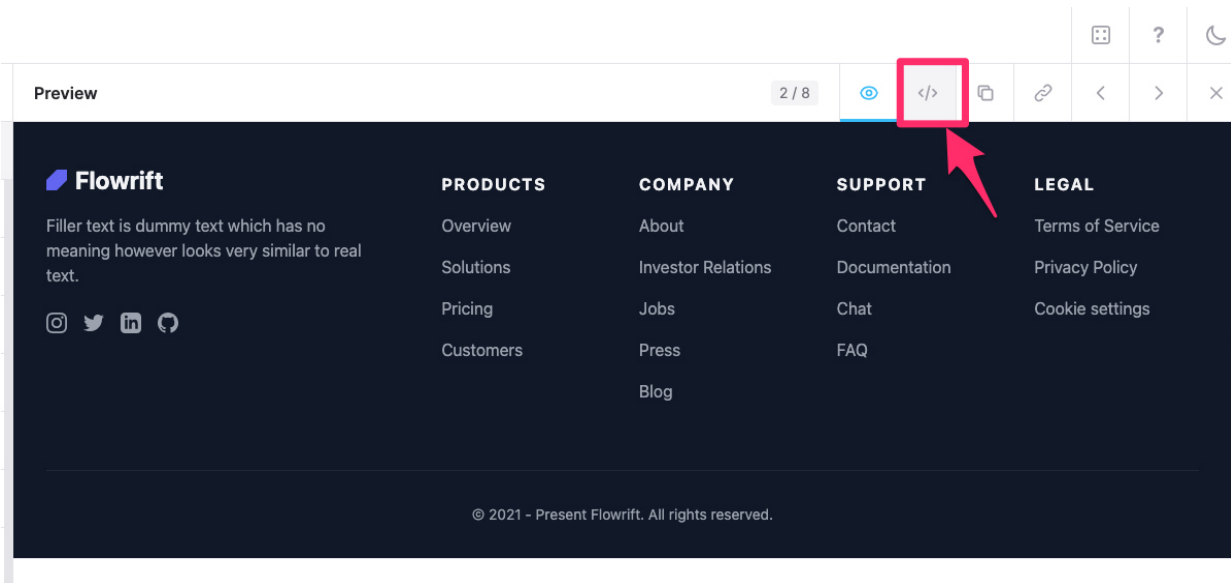 ?
Preview
2 / 8
</>
Flowrift
Filler text is dummy text which has no
meaning however looks very similar to real
text.
PRODUCTS
Overview
Solutions
Pricing
Customers
COMPANY
About
Investor Relations
Jobs
Press
Blog
SUPPORT
Contact
Documentation
Chat
FAQ
LEGAL
Terms of Service
Privacy Policy
Cookie settings
© 2021 - Present Flowrift. All rights reserved.